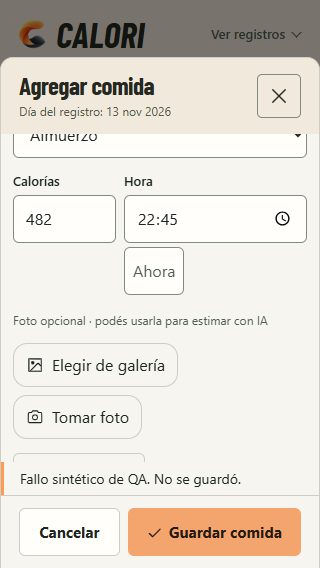 CALORI
Ver registros
Agregar comida
Día del registro: 13 nov 2026
Almuerzo
Calorías
Hora
482
22:45
Ahora
Foto opcional · podés usarla para estimar con IA
Elegir de galería
Tomar foto
Fallo sintético de QA. No se guardó.
Cancelar
Guardar comida